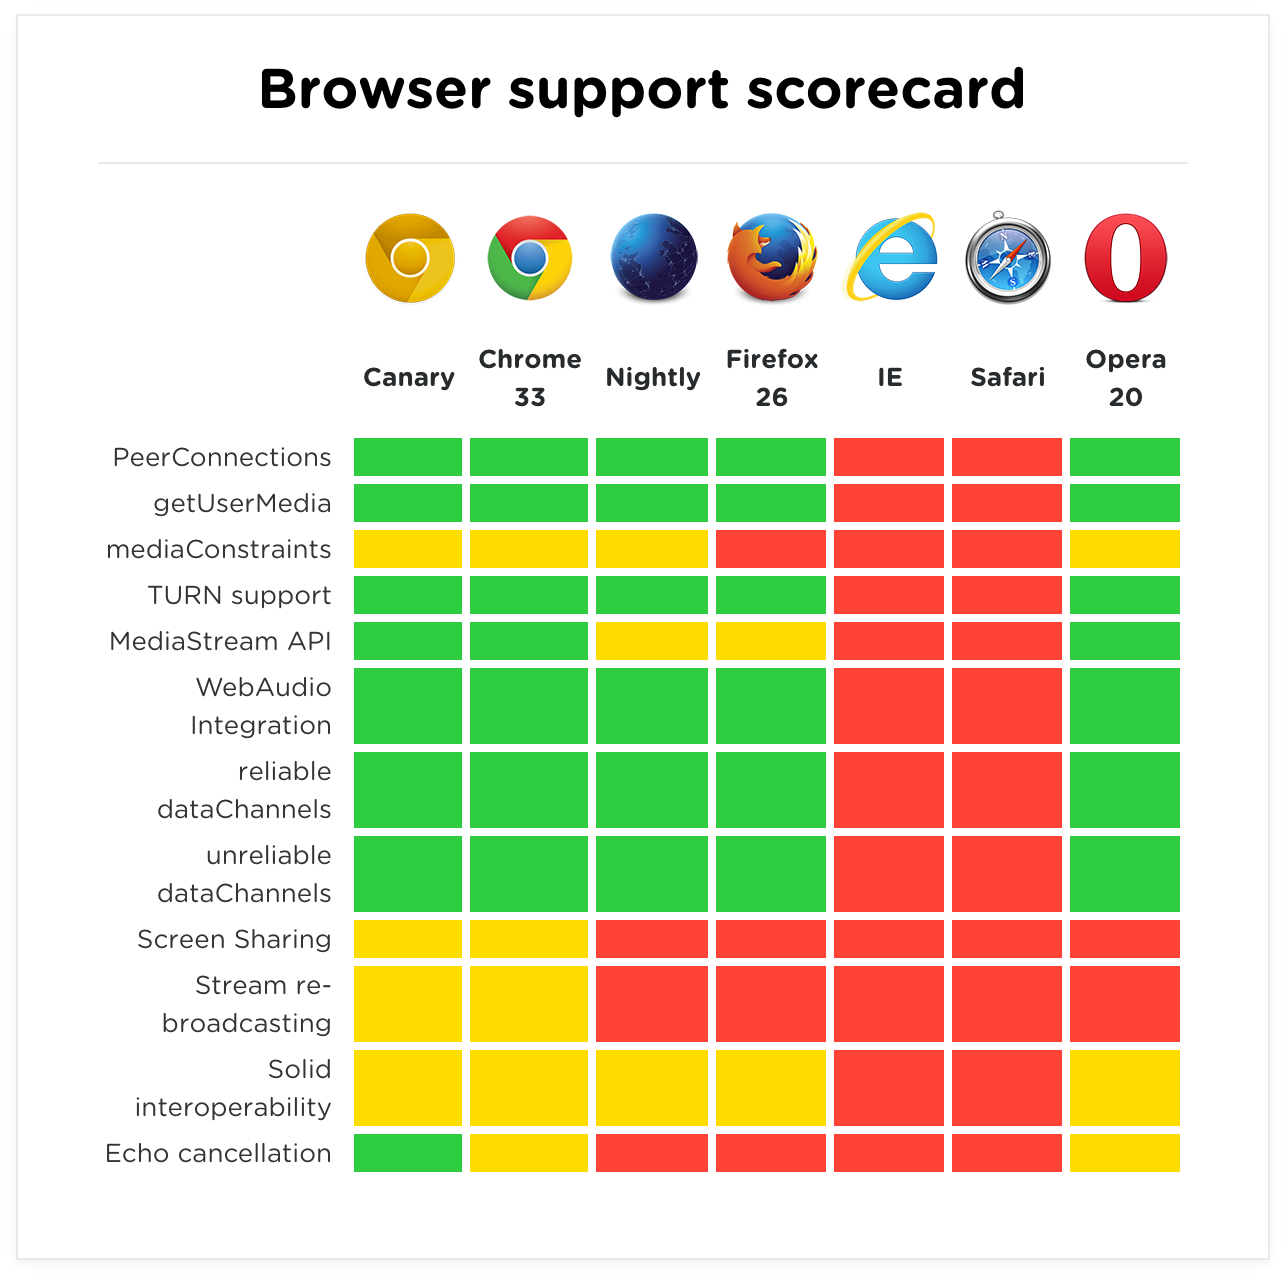 Browser support scorecard
Canary
Chrome
33
Nightly
Firefox
26
IE
Safari
Opera
20
PeerConnections
getUserMedia
mediaConstraints
TURN support
MediaStream API
WebAudio
Integration
reliable
dataChannels
unreliable
dataChannels
Screen Sharing
Stream re-
broadcasting
Solid
interoperability
Echo cancellation